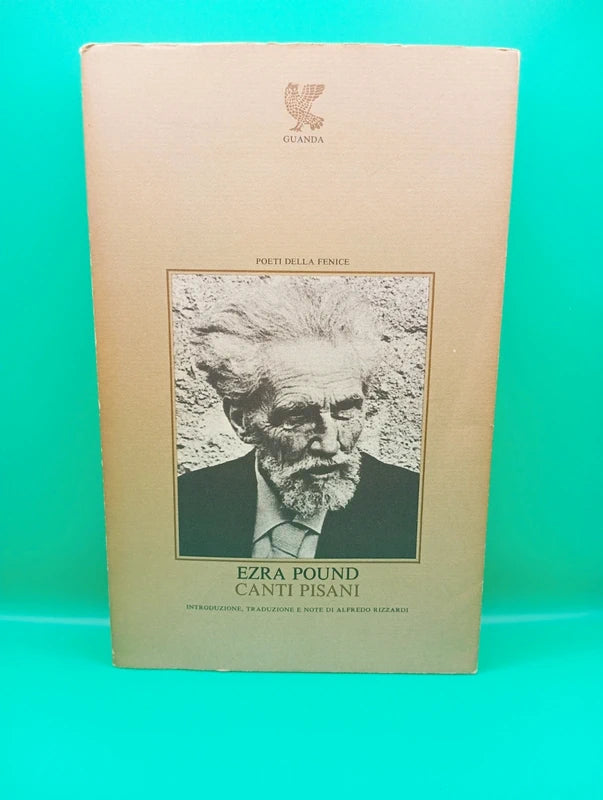 GUANDA
POETI DELLA FENICE
EZRA POUND
CANTI PISANI
INTRODUZIONE, TRADUZIONE E NOTE DI ALFREDO RIZZARDI